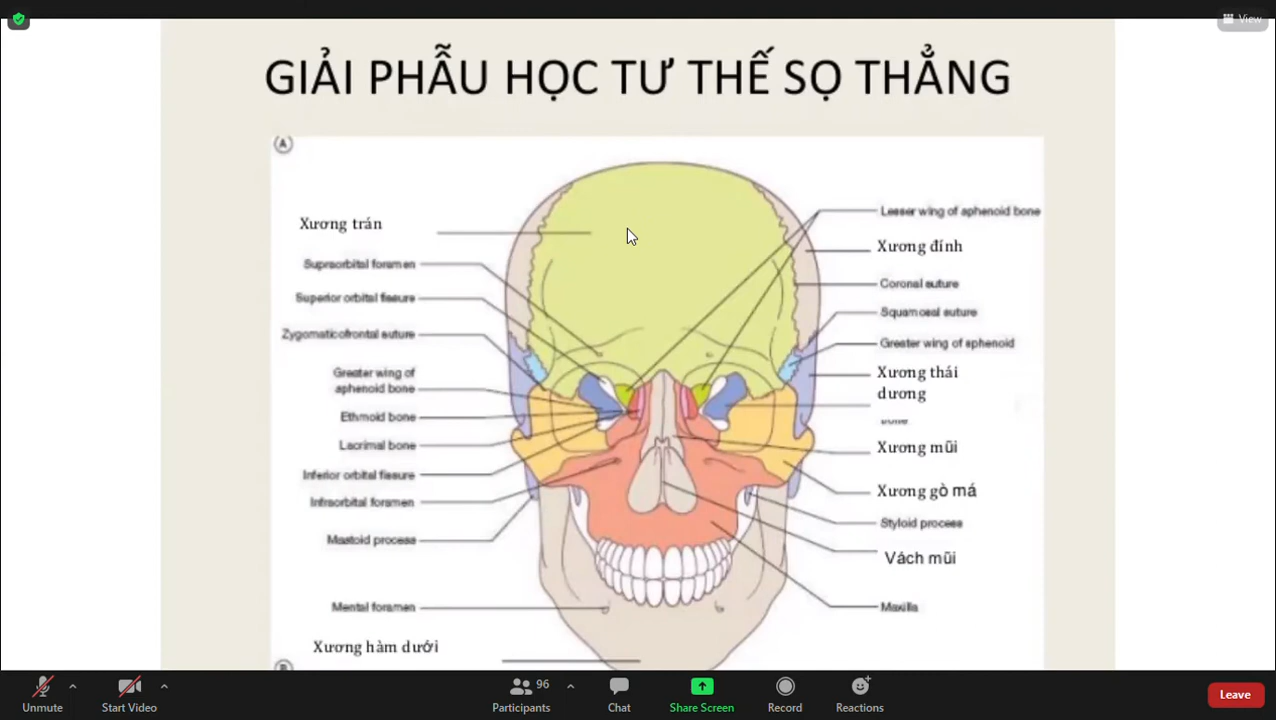 View
GIẢI PHẪU HỌC TƯ THẾ SỌ THẲNG
A
Xương trán
Supraorbital foramen
Superior orbital fissure
Zygomaticofrontal suture
Greater wing of
sphenoid bone
Ethmoid bone
Lacrimal bone
Inferior orbital fissure
Infraorbital foramen
Mastoid process
Mental foramen
Xương hàm dưới
B
Lesser wing of sphenoid bone
Xương đính
Coronal suture
Squamosal suture
Greater wing of sphenoid
Xương thái
dương
Xương mũi
Xương gò má
Styloid process
Vách mũi
Maxilla
Unmute
Start Video
96
Participants
Chat
Share Screen
Record
Reactions
Leave